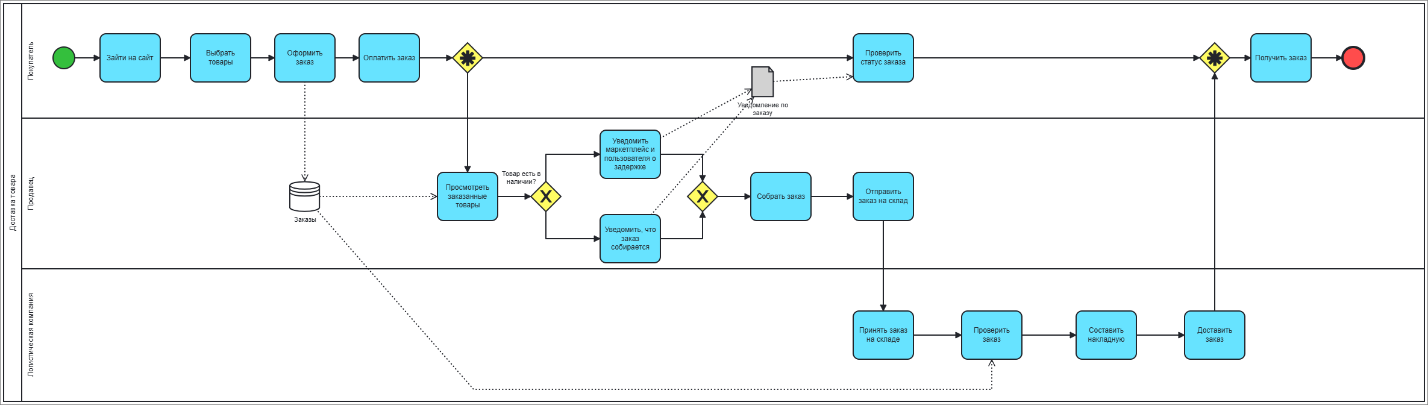 Доставка товара
Покупатель
Зайти на сайт
Выбрать
товары
Оформить
заказ
Оплатить заказ
Проверить
статус заказа
Получить заказ
Уведомление по
заказу
Продавец
Заказы
Просмотреть
заказанные
товары
Товар есть в
наличии?
Уведомить
маркетплейс и
пользователя о
задержке
Уведомить, что
заказ
собирается
Собрать заказ
Отправить
заказ на склад
Логистическая компания
Принять заказ
на складе
Проверить
заказ
Составить
накладную
Доставить
заказ